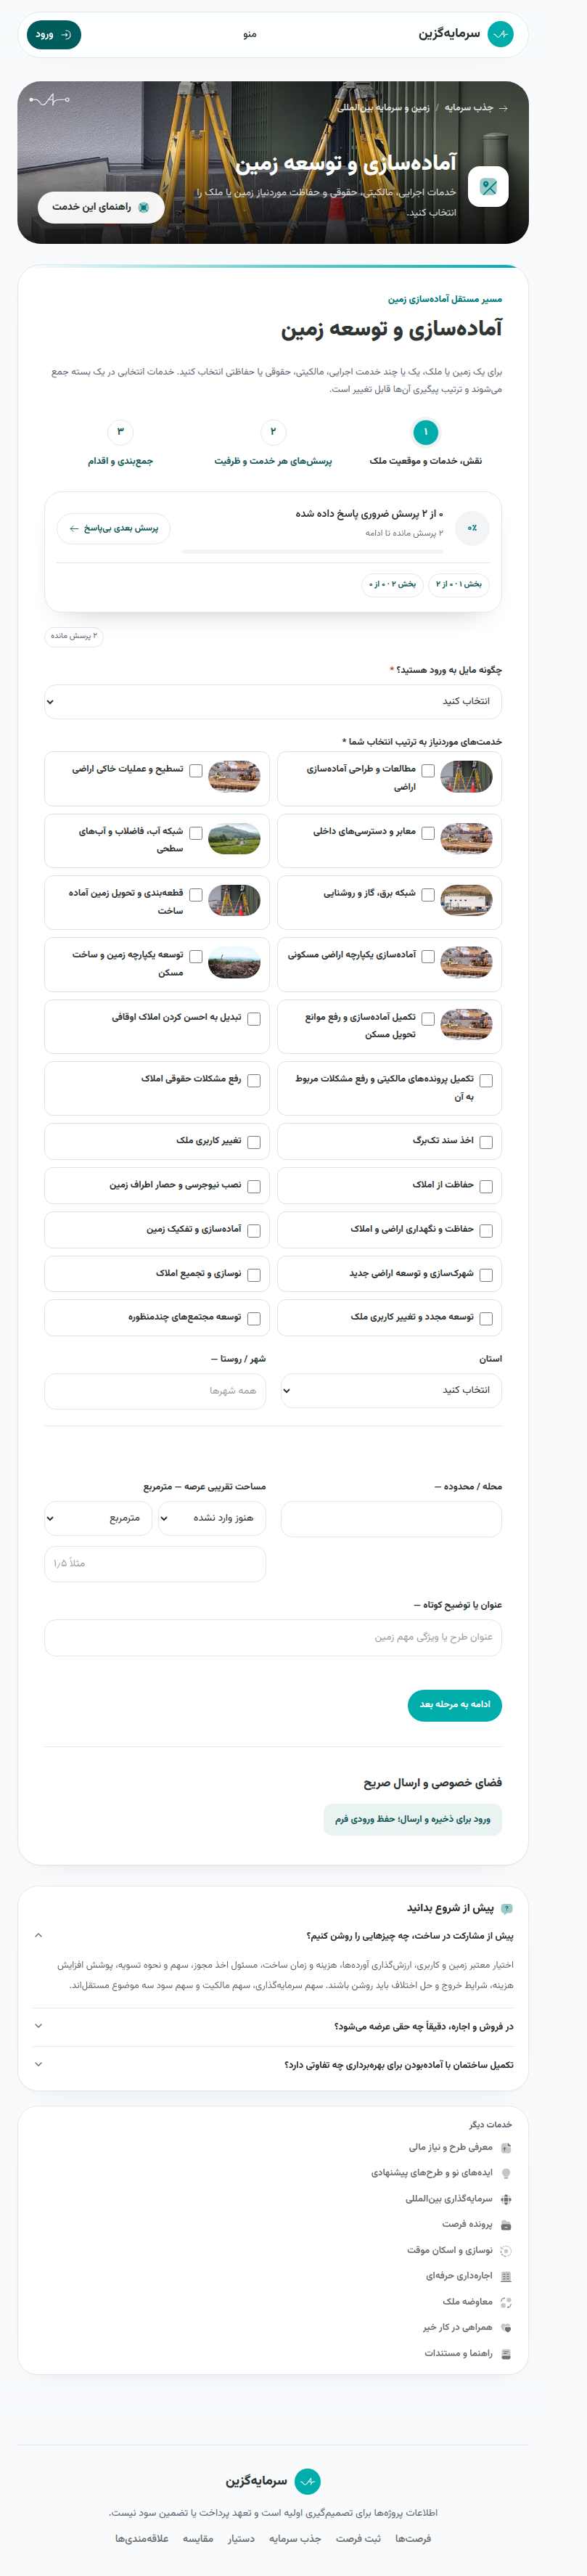 سرمایه‌گزین
منو
ورود
جذب سرمایه / زمین و سرمایه بین‌المللی
آماده‌سازی و توسعه زمین
خدمات اجرایی، مالکیتی، حقوقی و حفاظت موردنیاز زمین یا ملک را
انتخاب کنید.
راهنمای این خدمت
مسیر مستقل آماده‌سازی زمین
آماده‌سازی و توسعه زمین
برای یک زمین یا ملک، یک یا چند خدمت اجرایی، مالکیتی، حقوقی یا حفاظتی انتخاب کنید. خدمات انتخابی در یک بسته جمع
می‌شوند و ترتیب پیگیری آن‌ها قابل تغییر است.
۱
۲
۳
نقش، خدمات و موقعیت ملک
پرسش‌های هر خدمت و ظرفیت
جمع‌بندی و اقدام
۰٪
۰ از ۲ پرسش ضروری پاسخ داده شده
۲ پرسش مانده تا ادامه
پرسش بعدی بی‌پاسخ
بخش ۱ · ۰ از ۲
بخش ۲ · ۰ از ۰
۲ پرسش مانده
چگونه مایل به ورود هستید؟ *
انتخاب کنید
خدمت‌های موردنیاز به ترتیب انتخاب شما *
مطالعات و طراحی آماده‌سازی
اراضی
تسطیح و عملیات خاکی اراضی
معابر و دسترسی‌های داخلی
شبکه آب، فاضلاب و آب‌های
سطحی
شبکه برق، گاز و روشنایی
قطعه‌بندی و تحویل زمین آماده
ساخت
آماده‌سازی یکپارچه اراضی مسکونی
توسعه یکپارچه زمین و ساخت
مسکن
تکمیل آماده‌سازی و رفع موانع
تحویل مسکن
تبدیل به احسن کردن املاک اوقافی
تکمیل پرونده‌های مالکیتی و رفع مشکلات مربوط
به آن
رفع مشکلات حقوقی املاک
اخذ سند تک‌برگ
تغییر کاربری ملک
حفاظت از املاک
نصب نیوجرسی و حصار اطراف زمین
حفاظت و نگهداری اراضی و املاک
آماده‌سازی و تفکیک زمین
شهرک‌سازی و توسعه اراضی جدید
نوسازی و تجمیع املاک
توسعه مجدد و تغییر کاربری ملک
توسعه مجتمع‌های چندمنظوره
استان
شهر / روستا —
انتخاب کنید
همه شهرها
محله / محدوده —
مساحت تقریبی عرصه — مترمربع
هنوز وارد نشده
مترمربع
مثلاً ۱٫۵
عنوان یا توضیح کوتاه —
عنوان طرح یا ویژگی مهم زمین
ادامه به مرحله بعد
فضای خصوصی و ارسال صریح
ورود برای ذخیره و ارسال؛ حفظ ورودی فرم
پیش از شروع بدانید
پیش از مشارکت در ساخت، چه چیزهایی را روشن کنیم؟
اختیار معتبر زمین و کاربری، ارزش‌گذاری آورده‌ها، هزینه و زمان ساخت، مسئول اخذ مجوز، سهم و نحوه تسویه، پوشش افزایش
هزینه، شرایط خروج و حل اختلاف باید روشن باشند. سهم سرمایه‌گذاری، سهم مالکیت و سهم سود سه موضوع مستقل‌اند.
در فروش و اجاره، دقیقاً چه حقی عرضه می‌شود؟
تکمیل ساختمان با آماده‌بودن برای بهره‌برداری چه تفاوتی دارد؟
خدمات دیگر
معرفی طرح و نیاز مالی
ایده‌های نو و طرح‌های پیشنهادی
سرمایه‌گذاری بین‌المللی
پرونده فرصت
نوسازی و اسکان موقت
اجاره‌داری حرفه‌ای
معاوضه ملک
همراهی در کار خیر
راهنما و مستندات
سرمایه‌گزین
اطلاعات پروژه‌ها برای تصمیم‌گیری اولیه است و تعهد پرداخت یا تضمین سود نیست.
فرصت‌ها ثبت فرصت جذب سرمایه دستیار مقایسه علاقه‌مندی‌ها